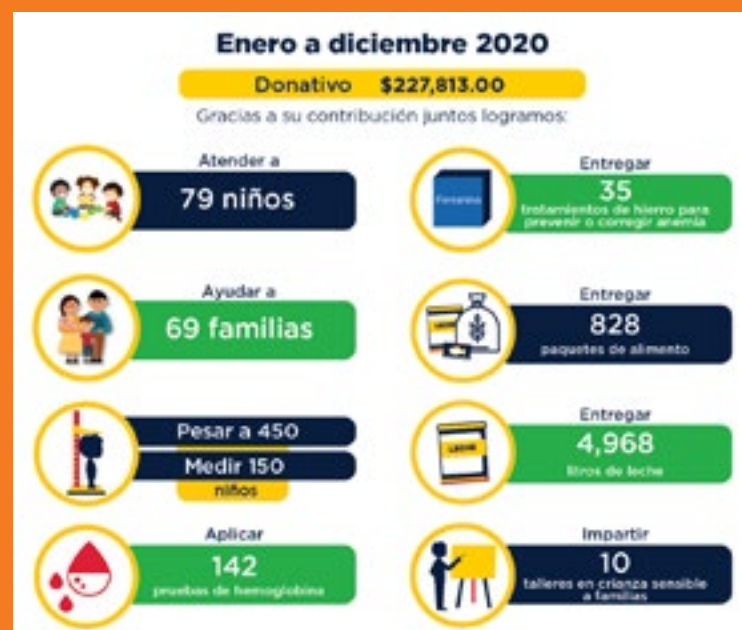 Enero a diciembre 2020
Donativo $227,813.00
Gracias a su contribución juntos logramos:
Atender a
79 niños
Ayudar a
69 familias
Pesar a 450
Medir 150
niños
Aplicar
142
pruebas de hemoglobina
Entregar
35
tratamientos de hierro para
prevenir o corregir anemia
Entregar
828
paquetes de alimento
LECHE
Entregar
4,968
litros de leche
Impartir
10
talleres en crianza sensible
a familias